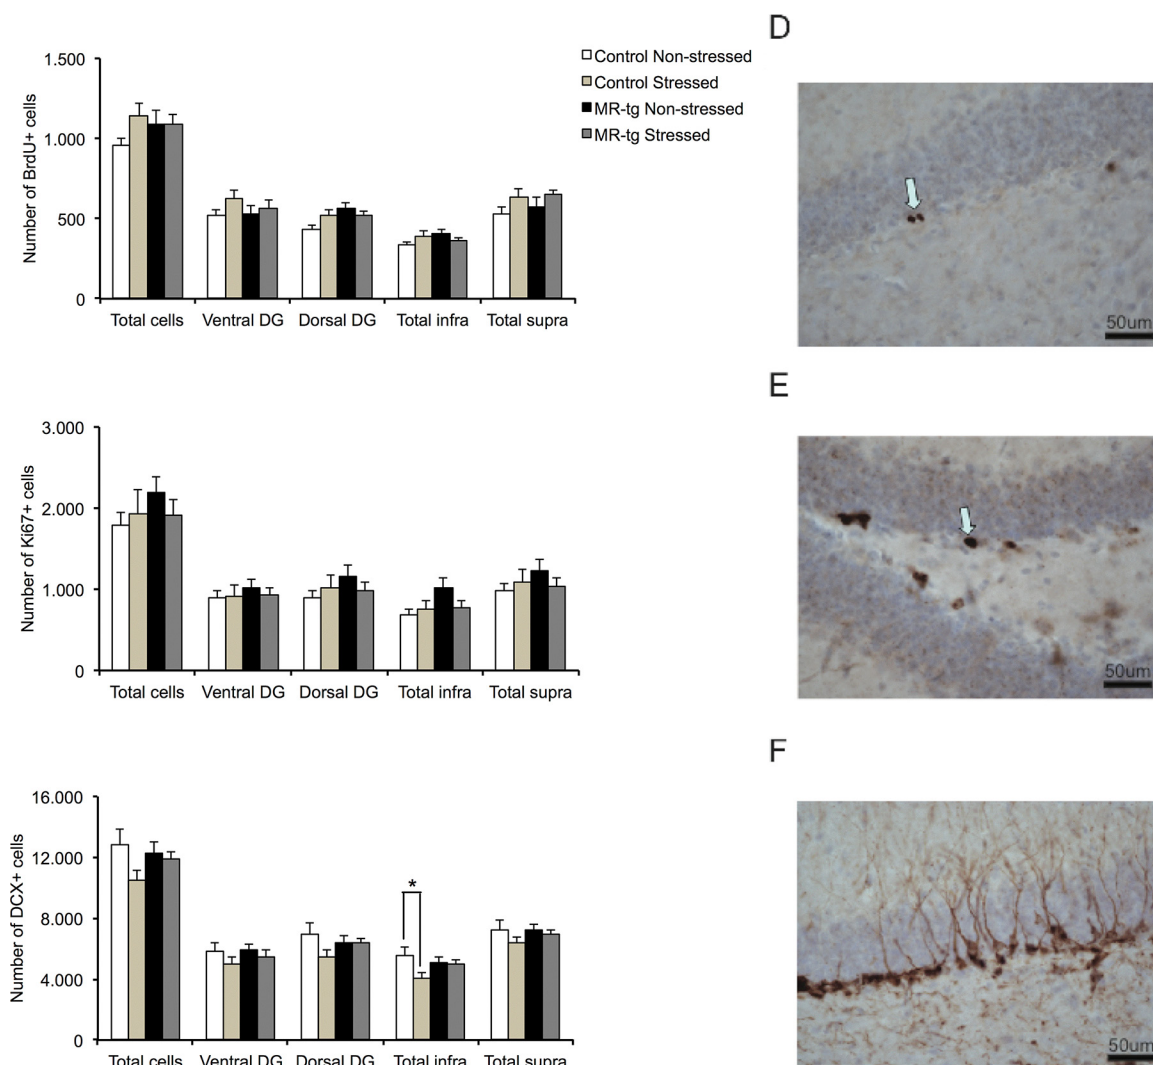 D
1.500
1.000
500
0
Number of BrdU+ cells
Control Non-stressed
Control Stressed
MR-tg Non-stressed
MR-tg Stressed
Total cells Ventral DG Dorsal DG Total infra Total supra
50um
E
3.000
2.000
1.000
0
Number of Ki67+ cells
Total cells Ventral DG Dorsal DG Total infra Total supra
50um
F
16.000
12.000
8.000
4.000
0
Number of DCX+ cells
*
Total cells Ventral DG Dorsal DG Total infra Total supra
50um